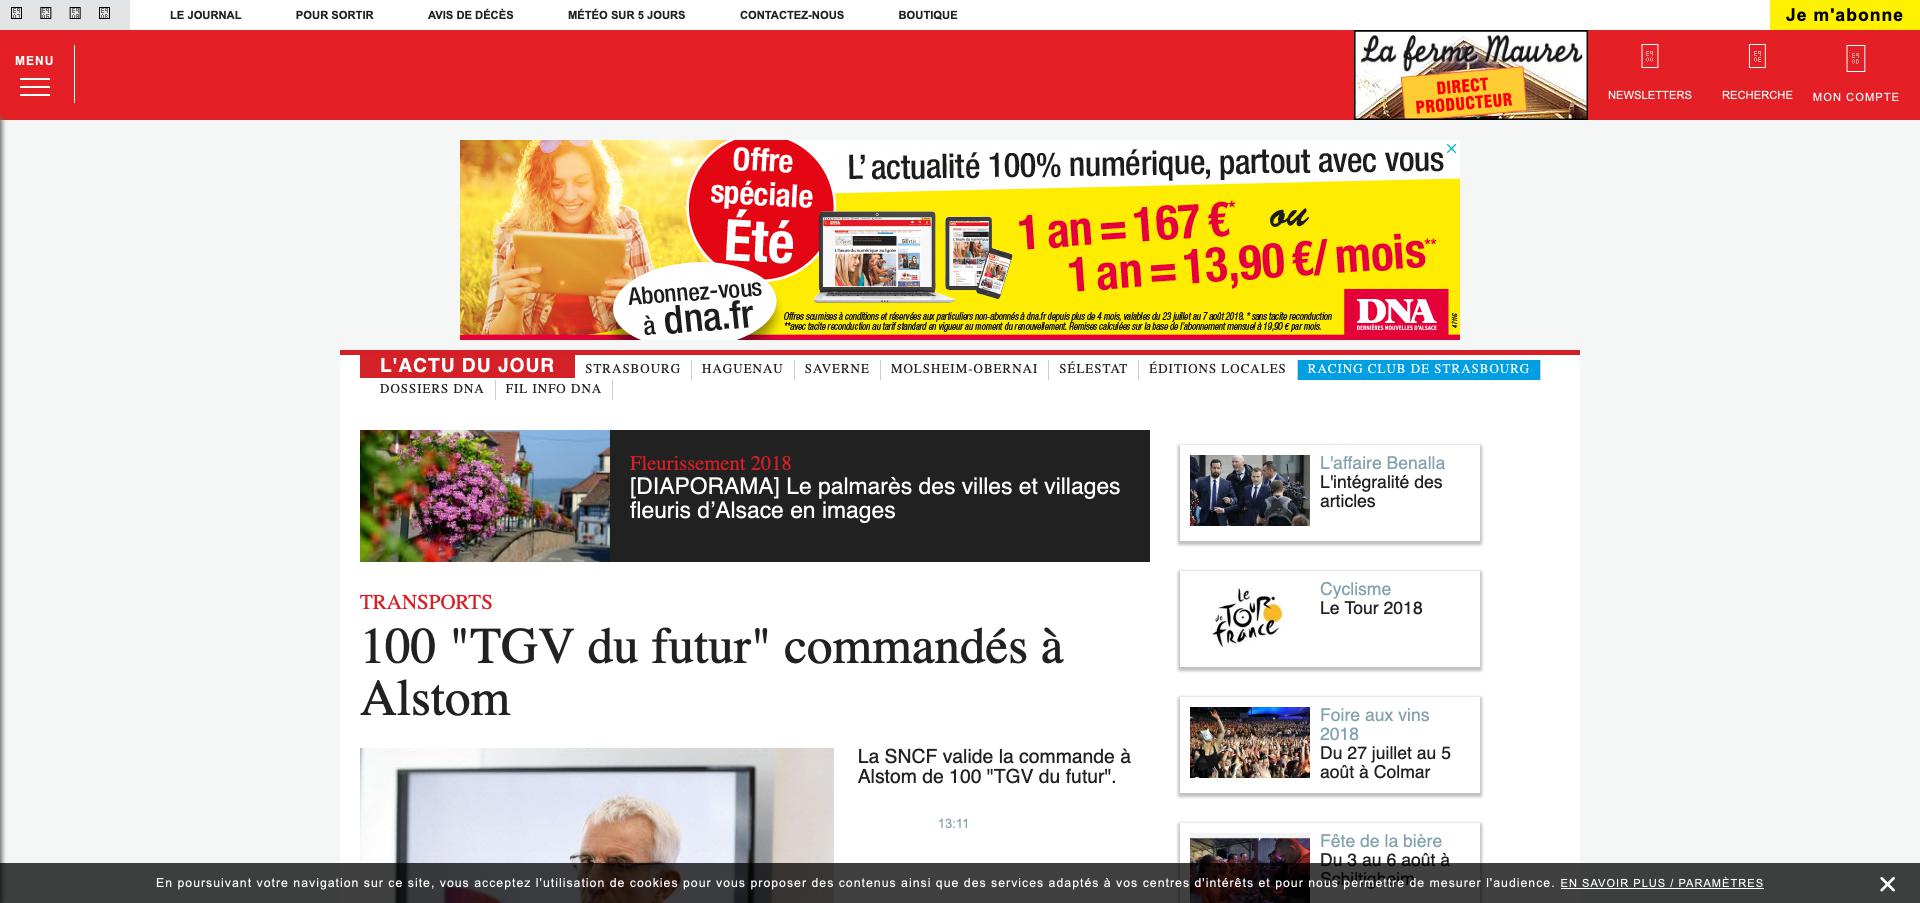 LE JOURNAL
POUR SORTIR
AVIS DE DÉCÈS
MÉTÉO SUR 5 JOURS
CONTACTEZ-NOUS
BOUTIQUE
Je m'abonne
MENU
La ferme Maurer
DIRECT
PRODUCTEUR
NEWSLETTERS
RECHERCHE
MON COMPTE
Offre
spéciale
Été
Abonnez-vous
à dna.fr
L'actualité 100% numérique, partout avec vous
1 an = 167 €* ou
1 an = 13,90 €/ mois**
Offres soumises à conditions et réservées aux particuliers non-abonnés à dna.fr depuis plus de 4 mois, valables du 23 juillet au 7 août 2018. * sans tacite reconduction
**avec tacite reconduction au tarif standard en vigueur au moment du renouvellement. Remises calculées sur la base de l'abonnement mensuel à 19,90 € par mois.
DNA
DERNIÈRES NOUVELLES D'ALSACE
L'ACTU DU JOUR
STRASBOURG
HAGUENAU
SAVERNE
MOLSHEIM-OBERNAI
SÉLESTAT
ÉDITIONS LOCALES
RACING CLUB DE STRASBOURG
DOSSIERS DNA
FIL INFO DNA
Fleurissement 2018
[DIAPORAMA] Le palmarès des villes et villages
fleuris d’Alsace en images
TRANSPORTS
100 "TGV du futur" commandés à
Alstom
La SNCF valide la commande à
Alstom de 100 "TGV du futur".
13:11
L'affaire Benalla
L'intégralité des
articles
le
TOUR
de
france
Cyclisme
Le Tour 2018
Foire aux vins
2018
Du 27 juillet au 5
août à Colmar
Fête de la bière
Du 3 au 6 août à
Schiltigheim
En poursuivant votre navigation sur ce site, vous acceptez l'utilisation de cookies pour vous proposer des contenus ainsi que des services adaptés à vos centres d'intérêts et pour nous permettre de mesurer l'audience. EN SAVOIR PLUS / PARAMÈTRES